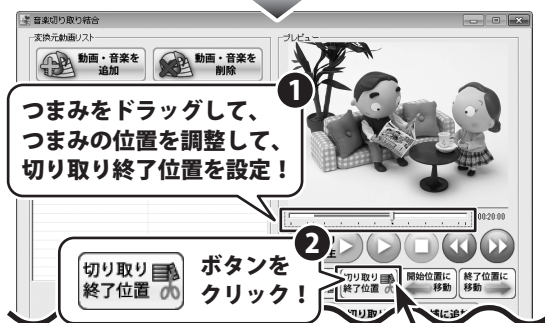 音楽切り取り結合
変換元動画リスト
動画・音楽を
追加
動画・音楽を
削除
プレビュー
1
つまみをドラッグして、
つまみの位置を調整して、
切り取り終了位置を設定！
00:20:00
2
切り取り
終了位置
ボタンを
クリック！
切り取り
終了位置
開始位置に
移動
終了位置に
移動